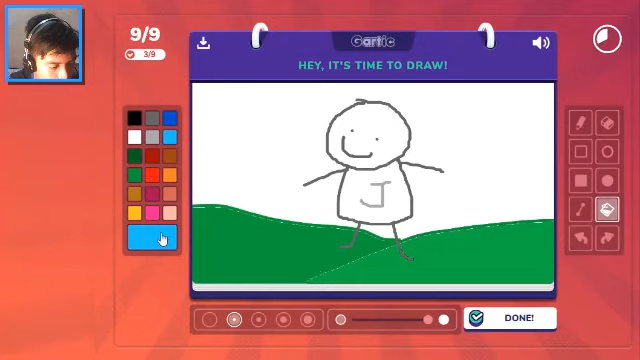 9/9
3/9
Gartic
HEY, IT'S TIME TO DRAW!
J
DONE!